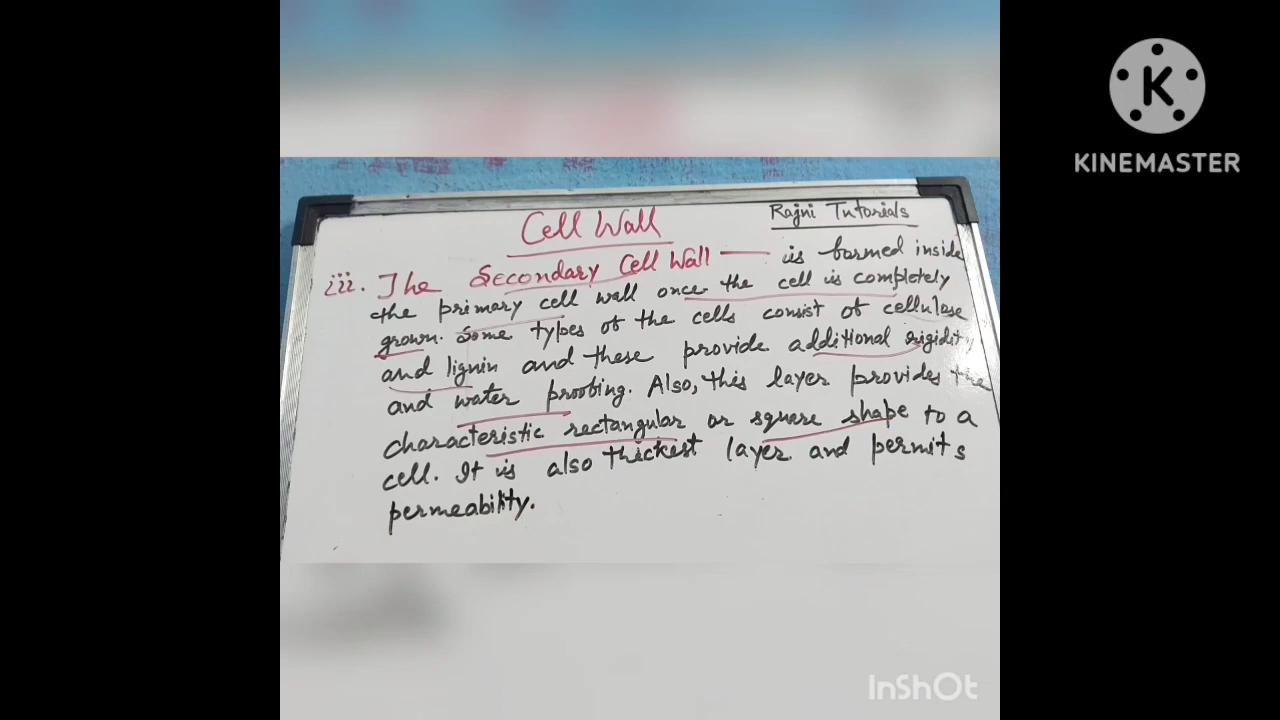 Cell Wall
Rajni Tutorials
iii. The Secondary Cell Wall — is formed inside
the primary cell wall once the cell is completely
grown. Some types of the cells consist of cellulose
and lignin and these provide additional rigidity
and water proofing. Also, this layer provides the
characteristic rectangular or square shape to a
cell. It is also thickest layer and permits
permeability.
K
KINEMASTER
InShOt